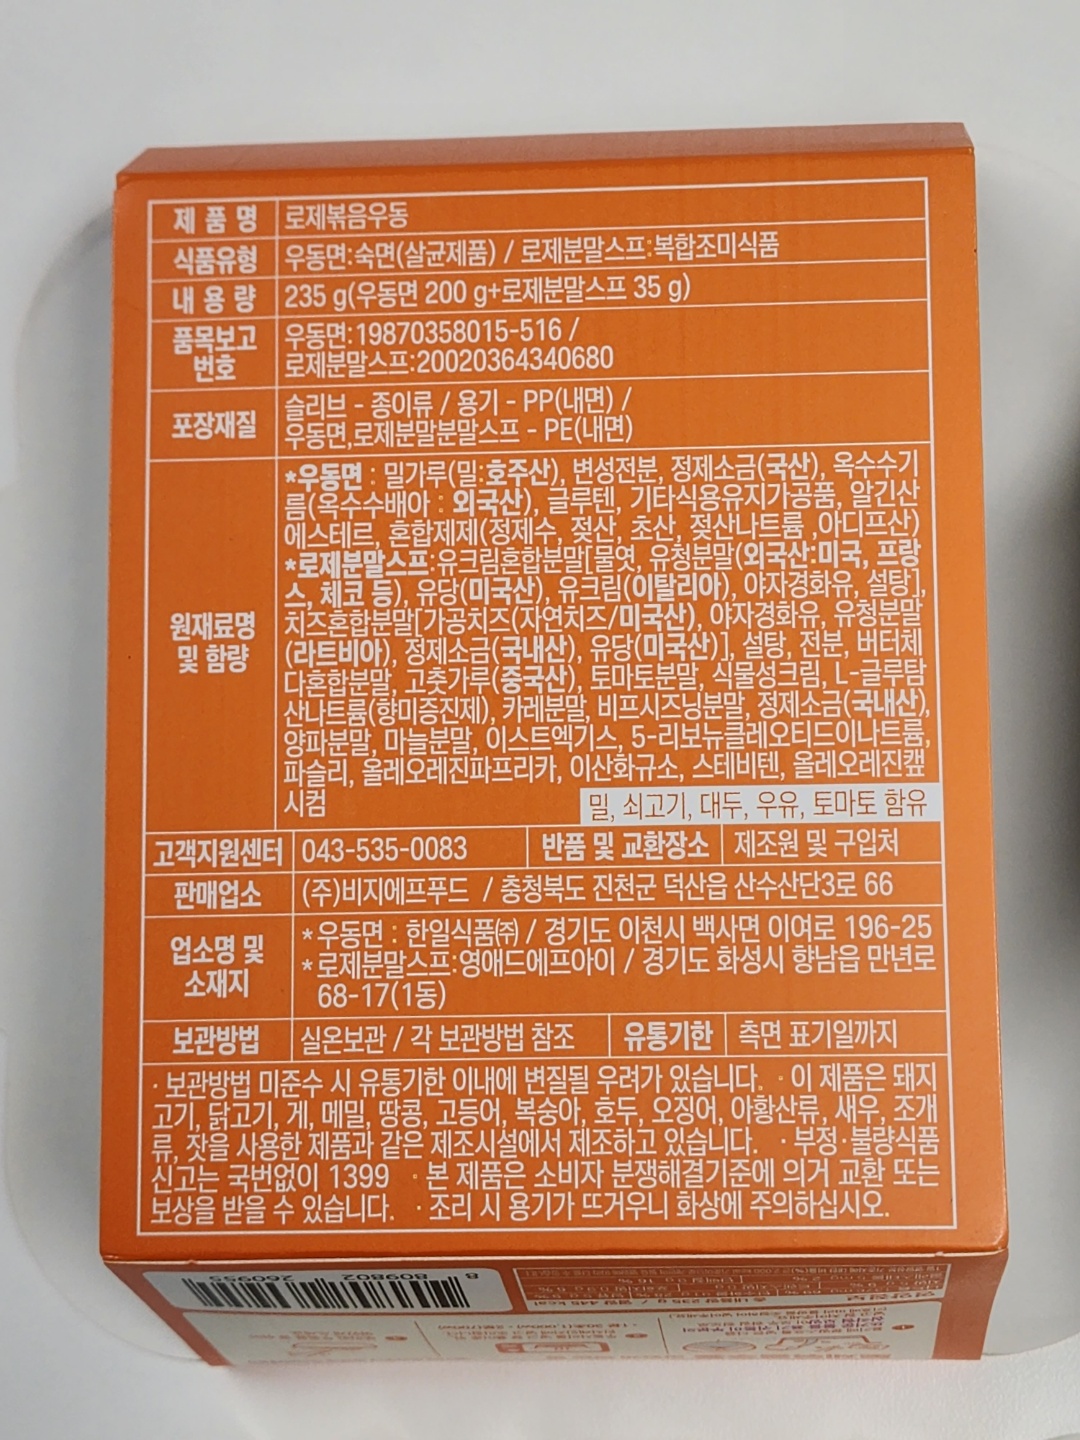 제 품 명 로제볶음우동
식품유형 우동면:숙면(살균제품) / 로제분말스프:복합조미식품
내 용 량 235 g(우동면 200 g+로제분말스프 35 g)
품목보고
번호
우동면:19870358015-516 /
로제분말스프:20020364340680
포장재질
슬리브 - 종이류 / 용기 - PP(내면) /
우동면,로제분말분말스프 - PE(내면)
원재료명
및 함량
*우동면 : 밀가루(밀:호주산), 변성전분, 정제소금(국산), 옥수수기
름(옥수수배아 : 외국산), 글루텐, 기타식용유지가공품, 알긴산
에스테르, 혼합제제(정제수, 젖산, 초산, 젖산나트륨 ,아디프산)
*로제분말스프:유크림혼합분말[물엿, 유청분말(외국산:미국, 프랑
스, 체코 등), 유당(미국산), 유크림(이탈리아), 야자경화유, 설탕],
치즈혼합분말[가공치즈(자연치즈/미국산), 야자경화유, 유청분말
(라트비아), 정제소금(국내산), 유당(미국산)], 설탕, 전분, 버터체
다혼합분말, 고춧가루(중국산), 토마토분말, 식물성크림, L-글루탐
산나트륨(향미증진제), 카레분말, 비프시즈닝분말, 정제소금(국내산),
양파분말, 마늘분말, 이스트엑기스, 5-리보뉴클레오티드이나트륨,
파슬리, 올레오레진파프리카, 이산화규소, 스테비텐, 올레오레진캪
시컴
밀, 쇠고기, 대두, 우유, 토마토 함유
고객지원센터 043-535-0083 반품 및 교환장소 제조원 및 구입처
판매업소 (주)비지에프푸드 / 충청북도 진천군 덕산읍 산수산단3로 66
업소명 및
소재지
*우동면 : 한일식품㈜ / 경기도 이천시 백사면 이여로 196-25
*로제분말스프:영애드에프아이 / 경기도 화성시 향남읍 만년로
68-17(1동)
보관방법 실온보관 / 각 보관방법 참조 유통기한 측면 표기일까지
· 보관방법 미준수 시 유통기한 이내에 변질될 우려가 있습니다. · 이 제품은 돼지
고기, 닭고기, 게, 메밀, 땅콩, 고등어, 복숭아, 호두, 오징어, 아황산류, 새우, 조개
류, 잣을 사용한 제품과 같은 제조시설에서 제조하고 있습니다. · 부정·불량식품
신고는 국번없이 1399 · 본 제품은 소비자 분쟁해결기준에 의거 교환 또는
보상을 받을 수 있습니다. · 조리 시 용기가 뜨거우니 화상에 주의하십시오.
8 809802 260955
영양정보
총 내용량 235 g / 열량 445 kcal